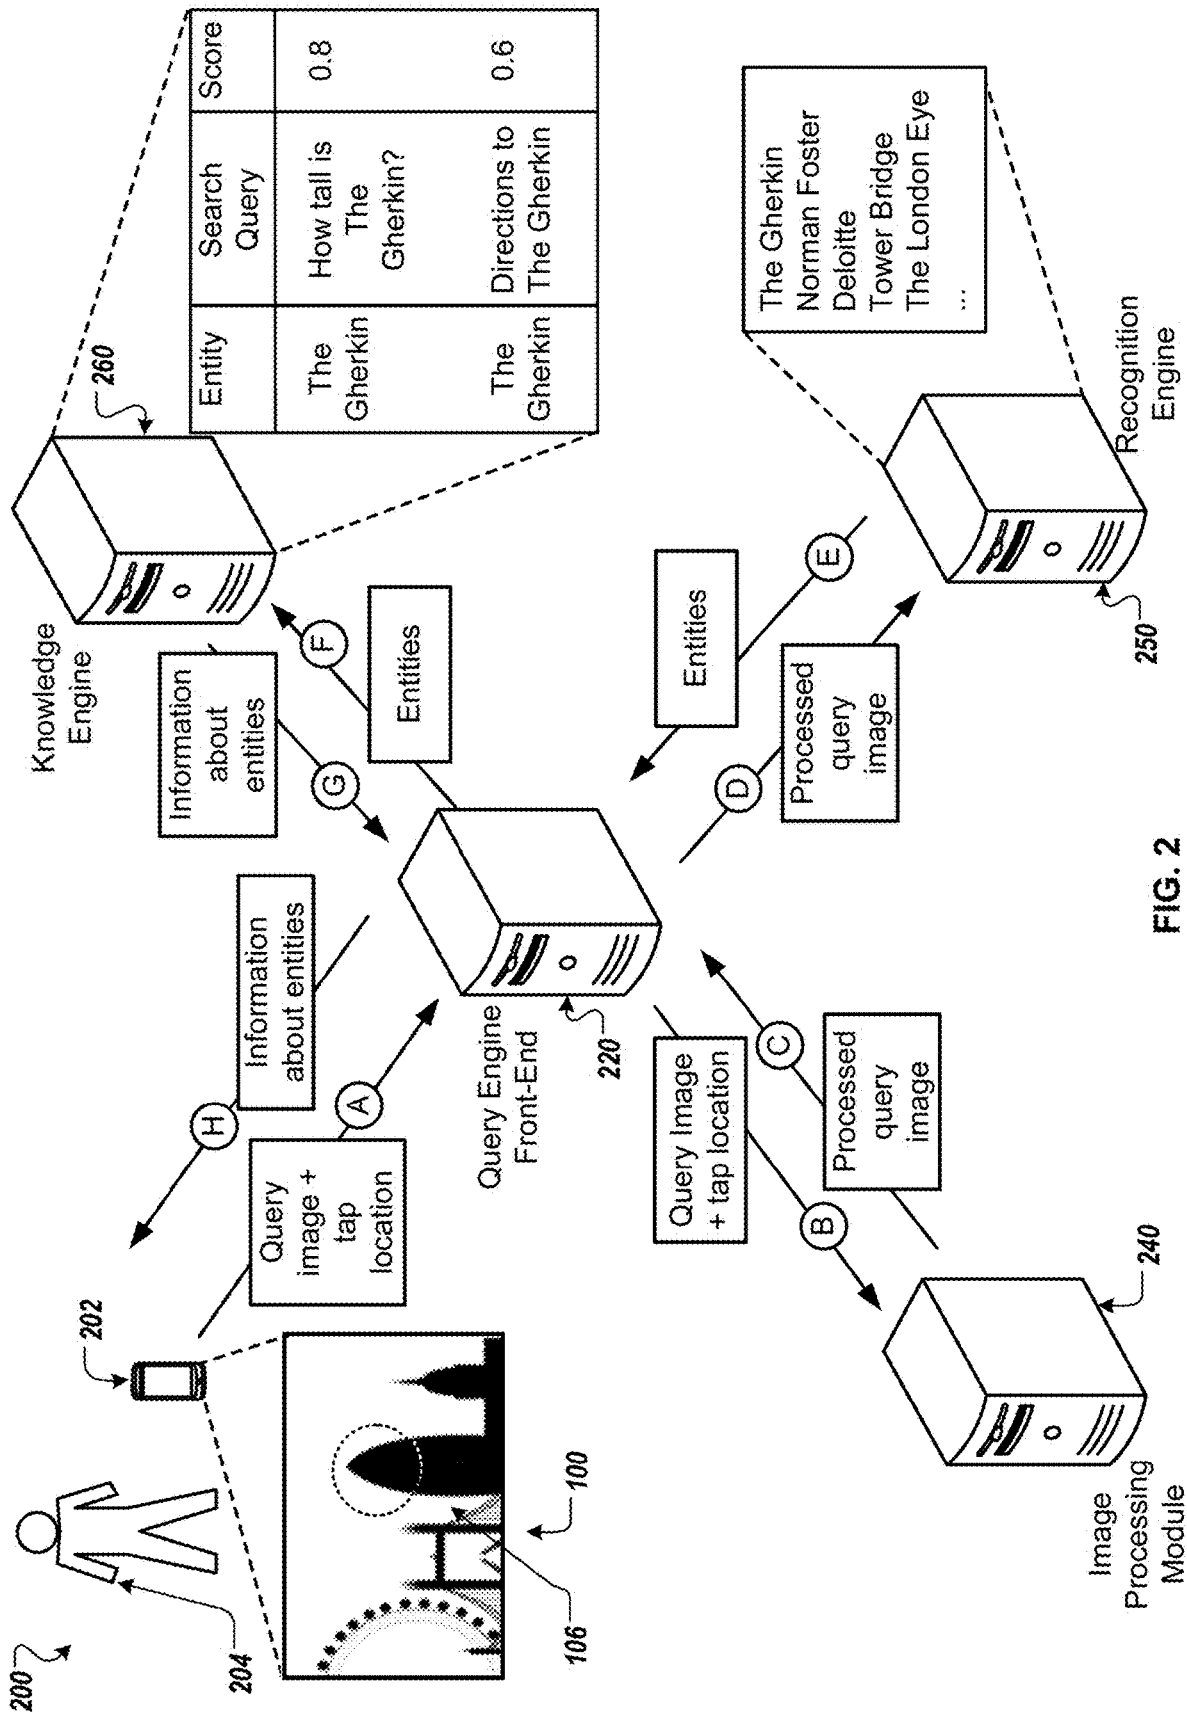 200
204
202
Query
image +
tap
location
A
H
Information
about entities
106
100
Query Engine
Front-End
220
Knowledge
Engine
260
Information
about
entities
G
F
Entities
Entity
Search
Query
Score
The
Gherkin
How tall is
The
Gherkin?
0.8
The
Gherkin
Directions to
The Gherkin
0.6
Query Image
+ tap location
B
C
Processed
query
image
Image
Processing
Module
240
D
Processed
query
image
E
Entities
250
Recognition
Engine
The Gherkin
Norman Foster
Deloitte
Tower Bridge
The London Eye
...
FIG. 2